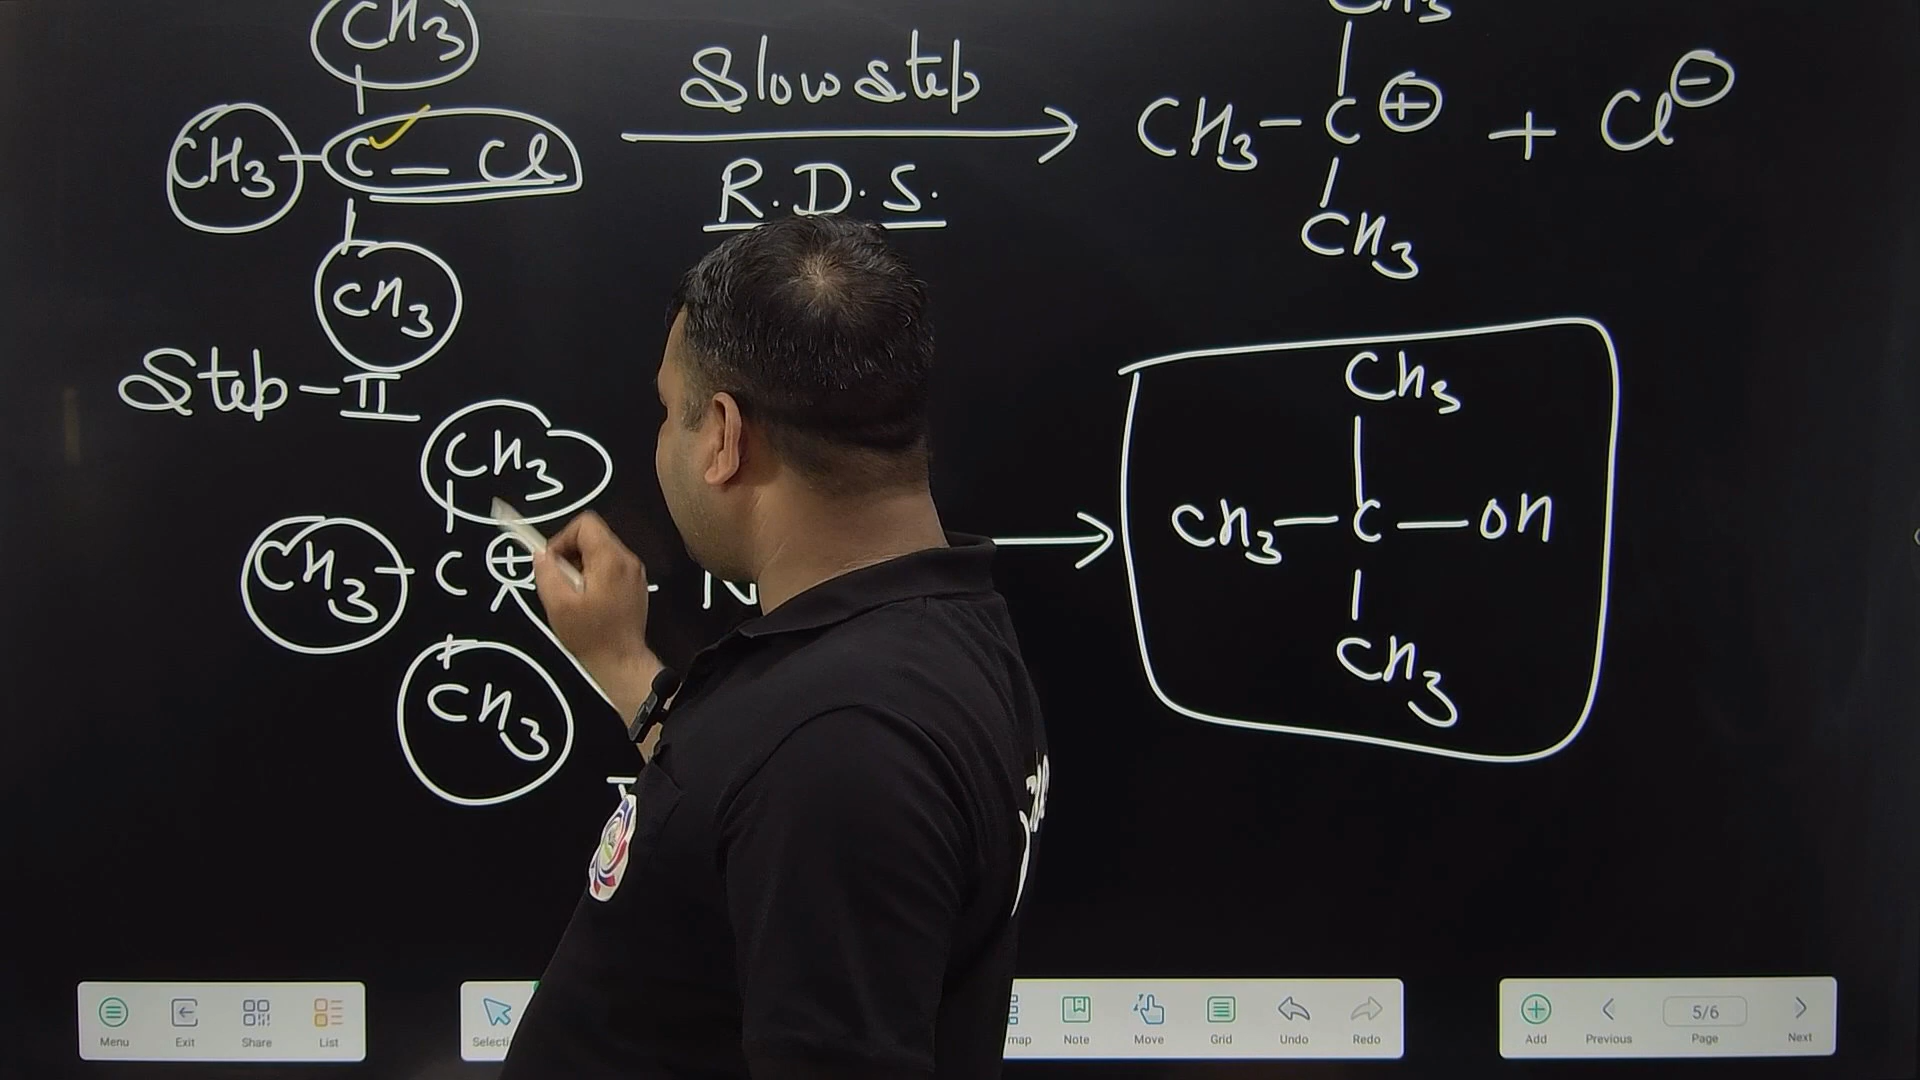 CH3
CH3
Slow step
CH3 - C - Cl
CH3 - C ⊕ + Cl ⊖
R.D.S.
CH3
CH3
Step - II
CH3
CH3
CH3 - C ⊕
CH3 - C - OH
CH3
CH3
Menu
Exit
Share
List
Note
Move
Grid
Undo
Redo
Add
Previous
5/6
Page
Next